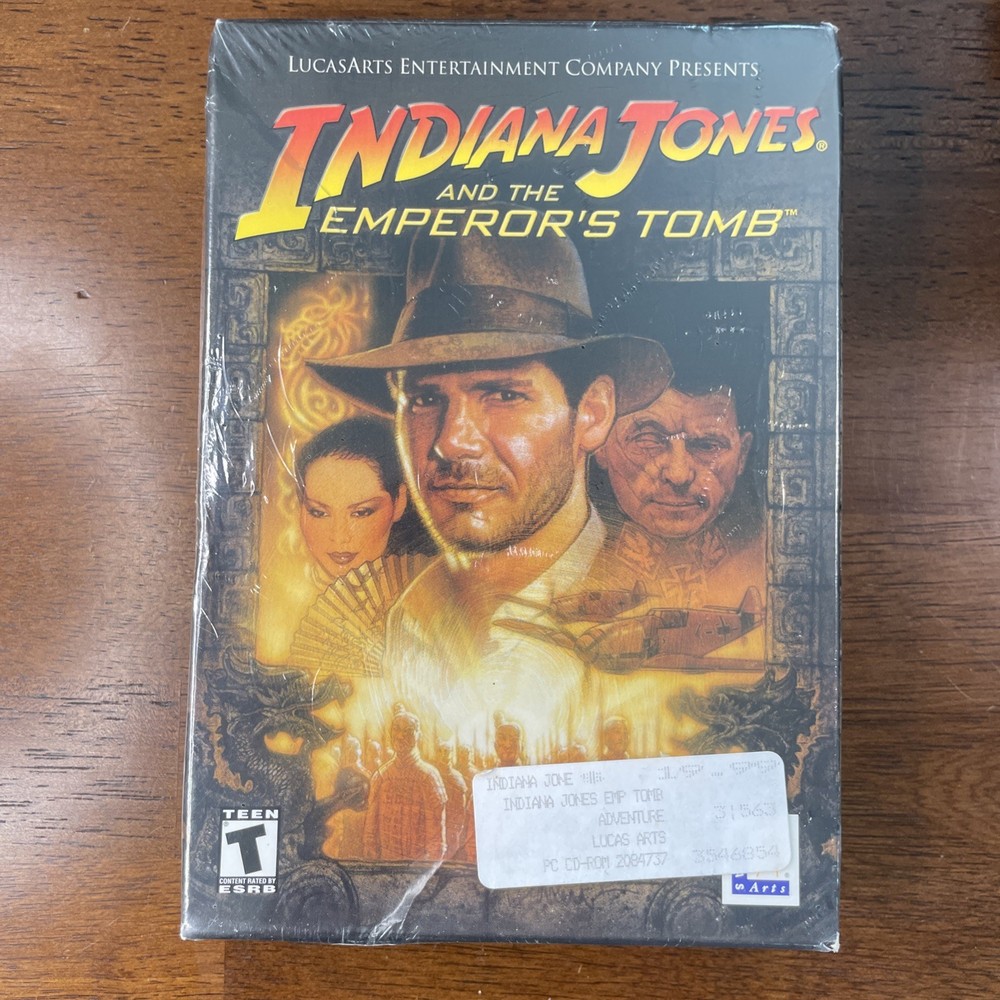 LUCASARTS ENTERTAINMENT COMPANY PRESENTS
INDIANA JONES®
AND THE
EMPEROR'S TOMB™
INDIANA JONE
INDIANA JONES EMP TOMB
ADVENTURE 31563
LUCAS ARTS
PC CD-ROM 2084737 3546854
TEEN
T
CONTENT RATED BY
ESRB
Arts